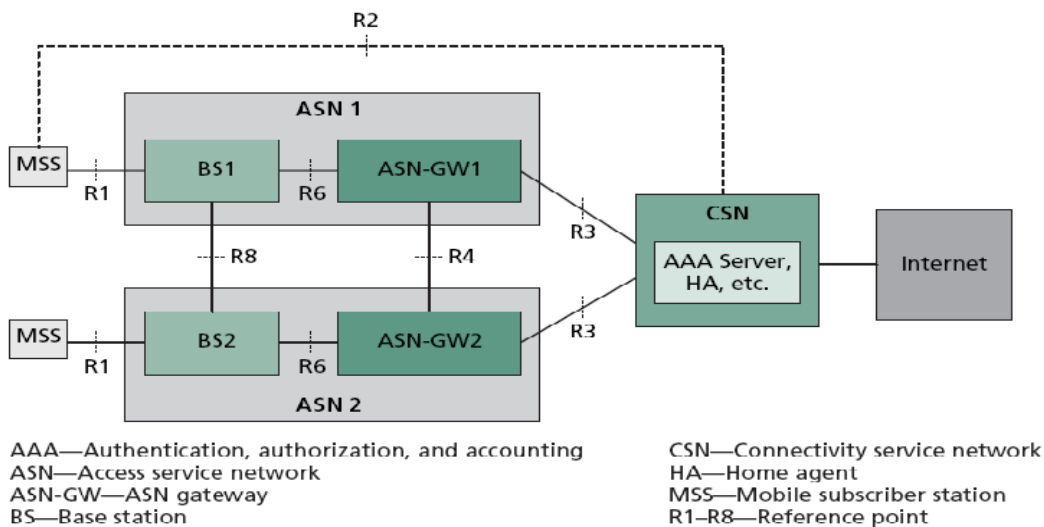 R2
ASN 1
MSS
BS1
ASN-GW1
R1
R6
R3
CSN
R8
R4
AAA Server,
HA, etc.
Internet
MSS
BS2
ASN-GW2
R3
R1
R6
ASN 2
AAA—Authentication, authorization, and accounting
ASN—Access service network
ASN-GW—ASN gateway
BS—Base station
CSN—Connectivity service network
HA—Home agent
MSS—Mobile subscriber station
R1–R8—Reference point